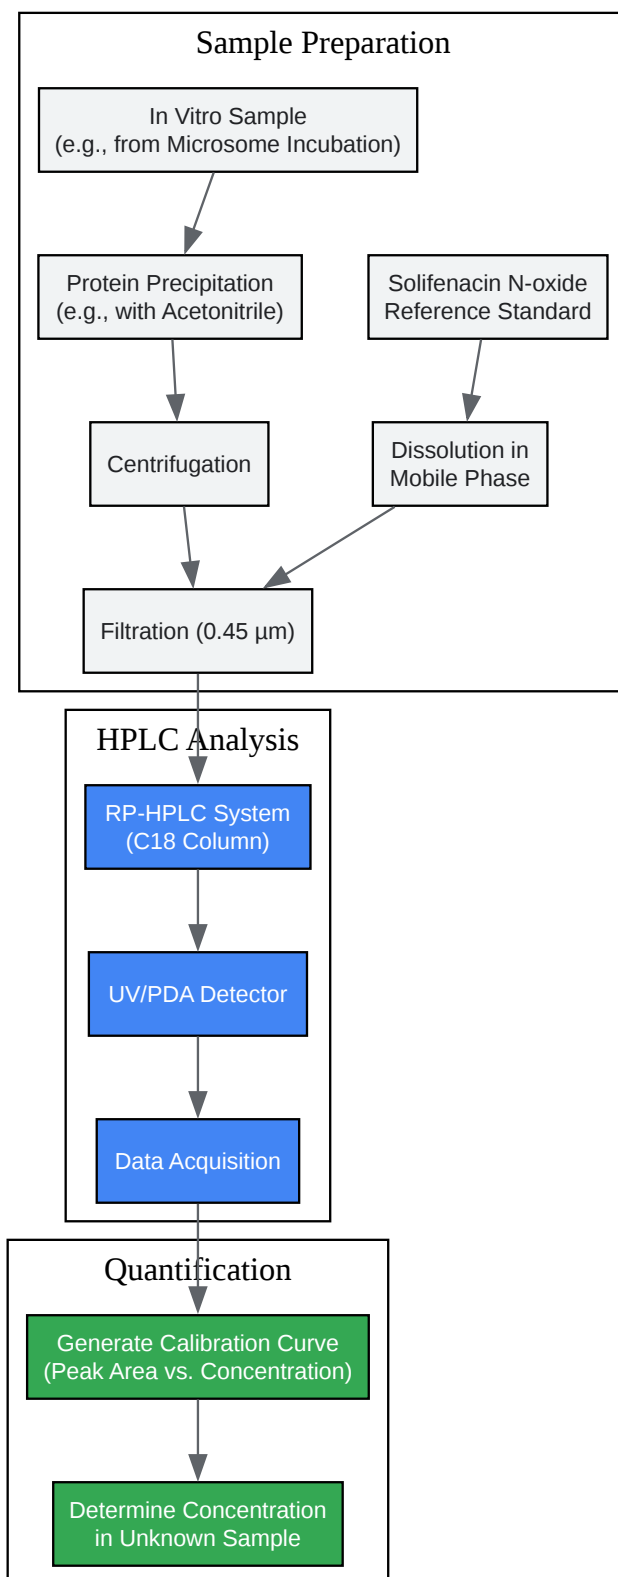 Sample Preparation
In Vitro Sample
(e.g., from Microsome Incubation)
Protein Precipitation
(e.g., with Acetonitrile)
Solifenacin N-oxide
Reference Standard
Centrifugation
Dissolution in
Mobile Phase
Filtration (0.45 µm)
HPLC Analysis
RP-HPLC System
(C18 Column)
UV/PDA Detector
Data Acquisition
Quantification
Generate Calibration Curve
(Peak Area vs. Concentration)
Determine Concentration
in Unknown Sample